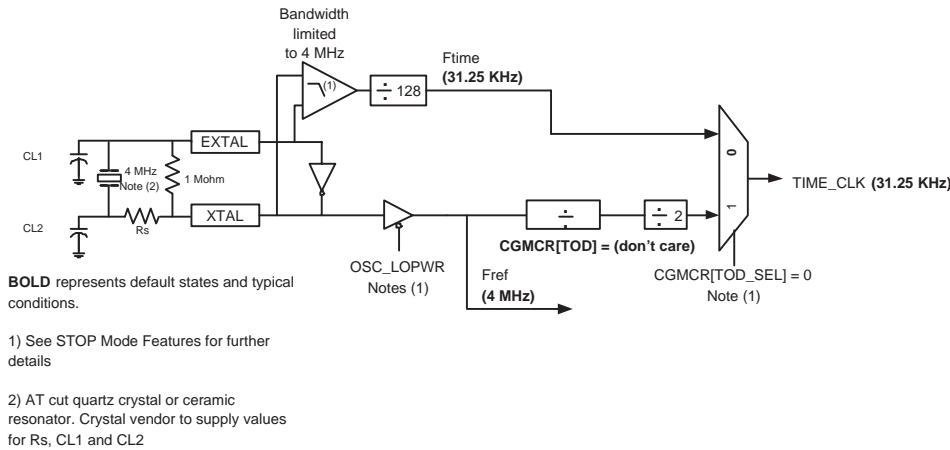 Bandwidth
limited
to 4 MHz
Ftime
(31.25 KHz)
(1)
÷ 128
EXTAL
CL1
4 MHz
Note (2)
1 Mohm
0
TIME_CLK (31.25 KHz)
XTAL
÷
÷ 2
1
CL2
Rs
CGMCR[TOD] = (don't care)
OSC_LOPWR
Notes (1)
Fref
(4 MHz)
CGMCR[TOD_SEL] = 0
Note (1)
BOLD represents default states and typical
conditions.
1) See STOP Mode Features for further
details
2) AT cut quartz crystal or ceramic
resonator. Crystal vendor to supply values
for Rs, CL1 and CL2